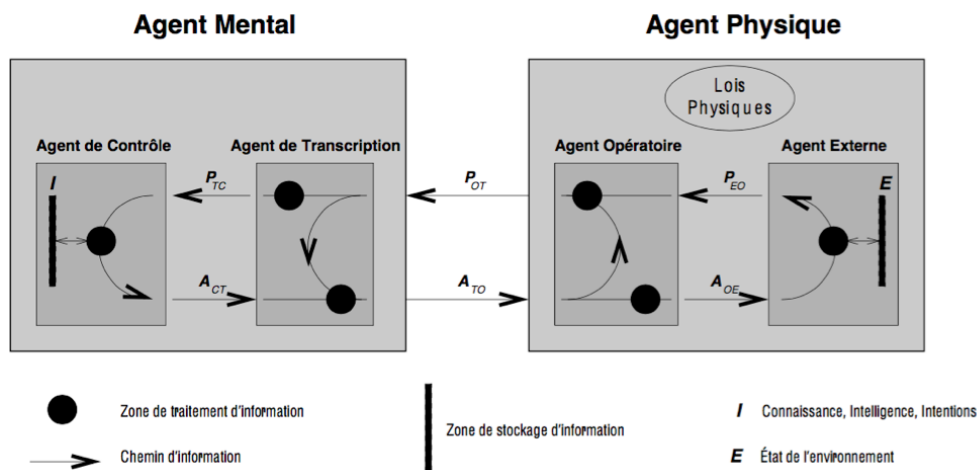 Agent Mental
Agent Physique
Lois
Physiques
Agent de Contrôle
Agent de Transcription
Agent Opératoire
Agent Externe
I
P_TC
P_OT
P_EO
E
A_CT
A_TO
A_OE
Zone de traitement d'information
Chemin d'information
Zone de stockage d'information
I Connaissance, Intelligence, Intentions
E État de l'environnement